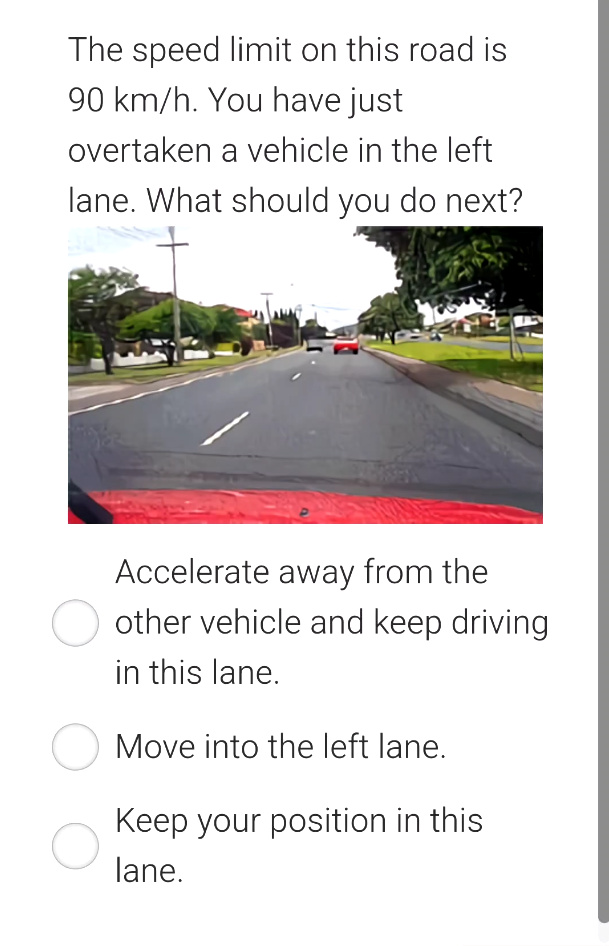 The speed limit on this road is
90 km/h. You have just
overtaken a vehicle in the left
lane. What should you do next?
Accelerate away from the
other vehicle and keep driving
in this lane.
Move into the left lane.
Keep your position in this
lane.